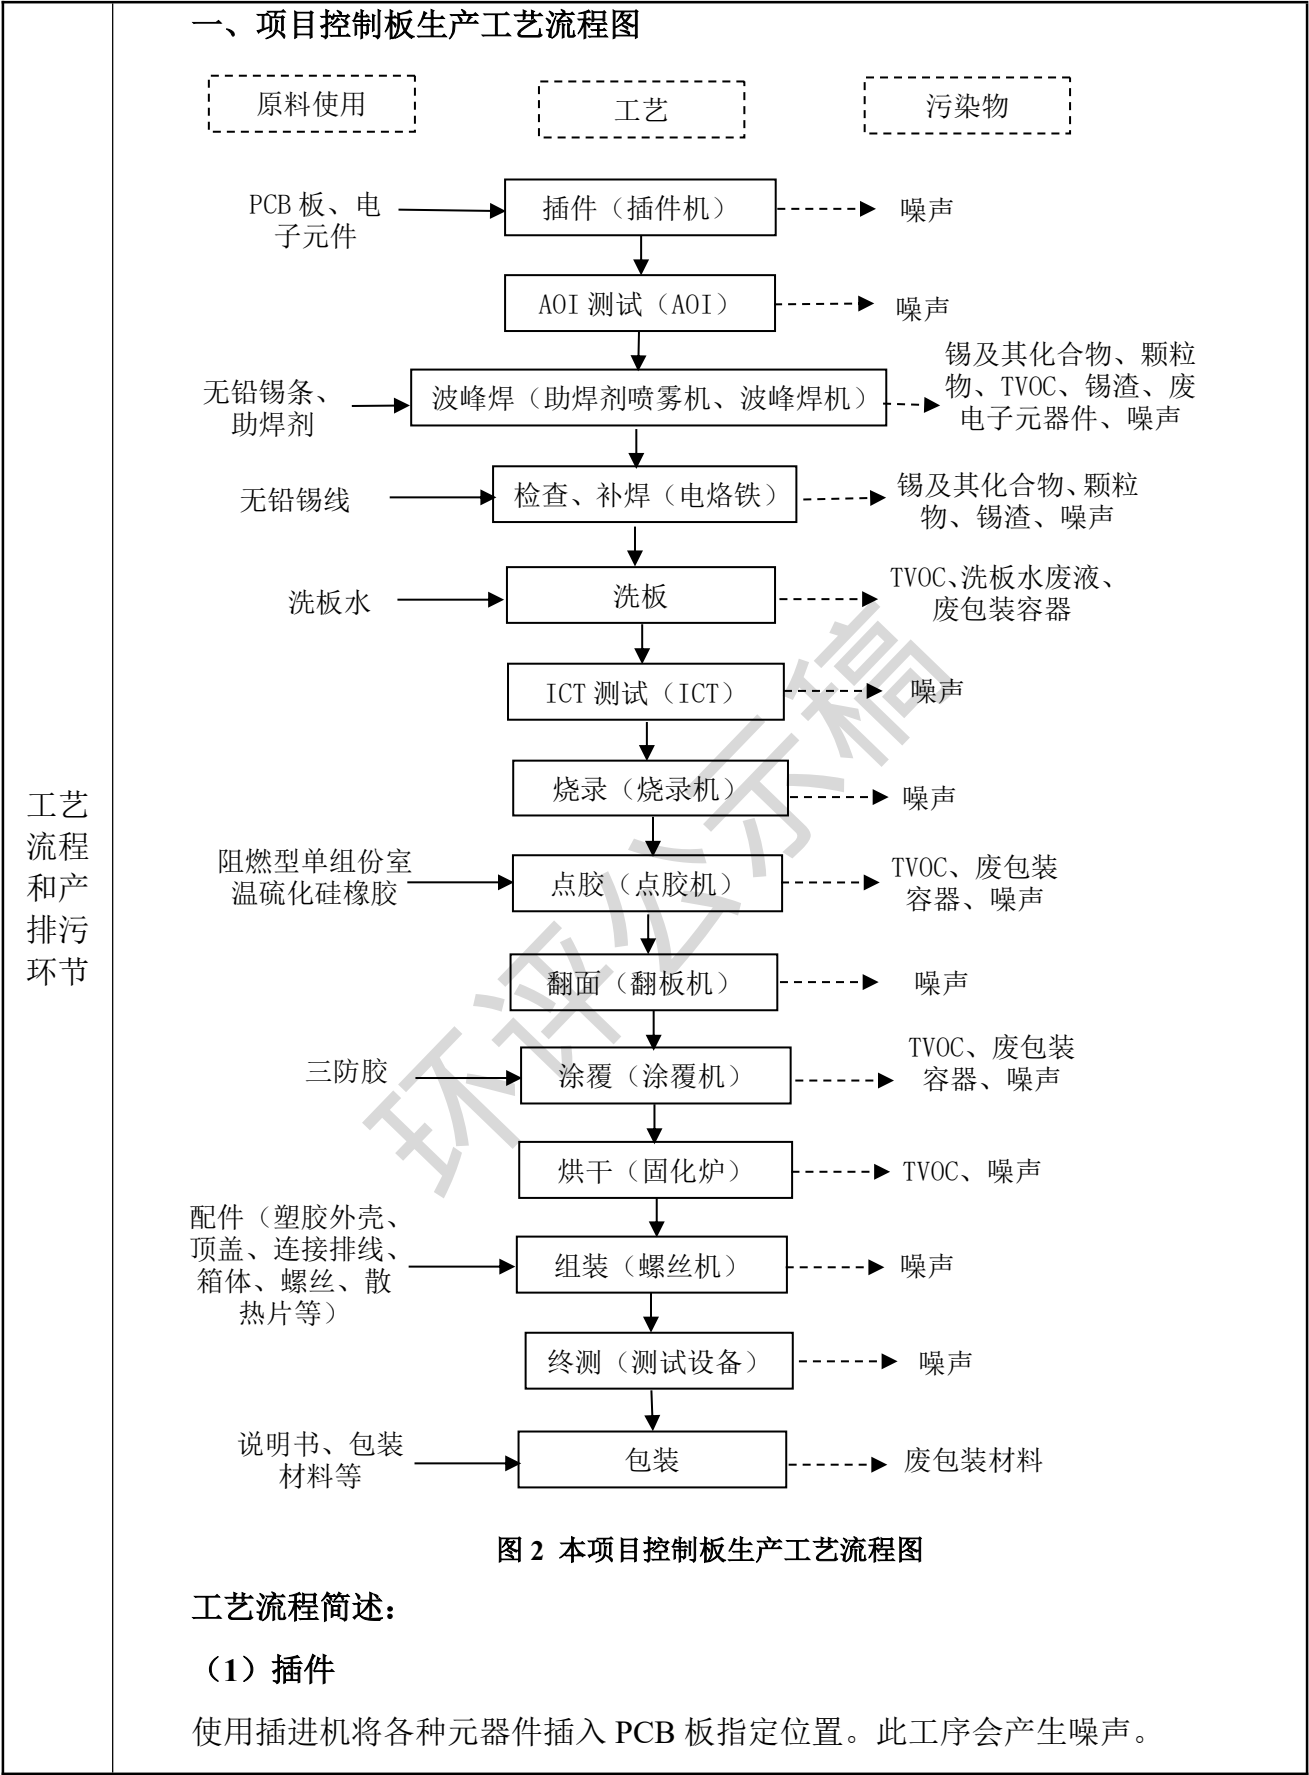 一、项目控制板生产工艺流程图
原料使用
工艺
污染物
PCB 板、电
子元件
插件（插件机）
噪声
AOI 测试（AOI）
噪声
无铅锡条、
助焊剂
波峰焊（助焊剂喷雾机、波峰焊机）
锡及其化合物、颗粒
物、TVOC、锡渣、废
电子元器件、噪声
无铅锡线
检查、补焊（电烙铁）
锡及其化合物、颗粒
物、锡渣、噪声
洗板水
洗板
TVOC、洗板水废液、
废包装容器
ICT 测试（ICT）
噪声
烧录（烧录机）
噪声
阻燃型单组份室
温硫化硅橡胶
点胶（点胶机）
TVOC、废包装
容器、噪声
翻面（翻板机）
噪声
三防胶
涂覆（涂覆机）
TVOC、废包装
容器、噪声
烘干（固化炉）
TVOC、噪声
配件（塑胶外壳、
顶盖、连接排线、
箱体、螺丝、散
热片等）
组装（螺丝机）
噪声
终测（测试设备）
噪声
说明书、包装
材料等
包装
废包装材料
工艺
流程
和产
排污
环节
环评公示稿
图 2 本项目控制板生产工艺流程图
工艺流程简述：
（1）插件
使用插进机将各种元器件插入 PCB 板指定位置。此工序会产生噪声。